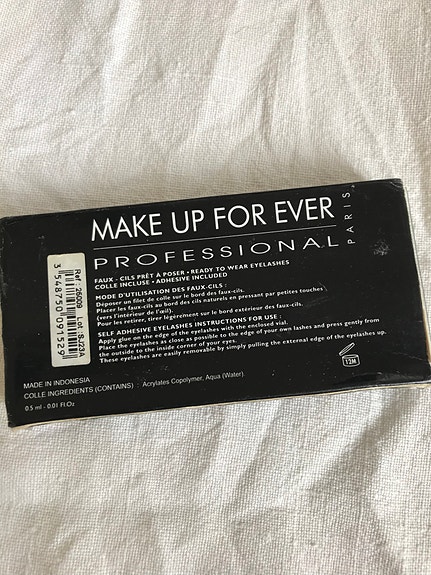 MAKE UP FOR EVER
PROFESSIONAL
PARIS
FAUX - CILS PRÊT À POSER • READY TO WEAR EYELASHES
COLLE INCLUSE • ADHESIVE INCLUDED
MODE D'UTILISATION DES FAUX-CILS :
Déposer un filet de colle sur le bord des faux-cils.
Placer les faux-cils au bord des cils naturels en pressant par petites touches
(vers l'intérieur de l'œil).
Pour les retirer, tirer légèrement sur le bord extérieur des faux-cils.
SELF ADHESIVE EYELASHES INSTRUCTIONS FOR USE :
Apply glue on the edge of the eyelashes with the enclosed vial.
Place the eyelashes as close as possible to the edge of your own lashes and press gently from
the outside to the inside corner of your eyes.
These eyelashes are easily removable by simply pulling the external edge of the eyelashes up.
MADE IN INDONESIA
COLLE INGREDIENTS (CONTAINS) : Acrylates Copolymer, Aqua (Water).
0.5 ml - 0.01 Fl.Oz
12M
3 548750 091529